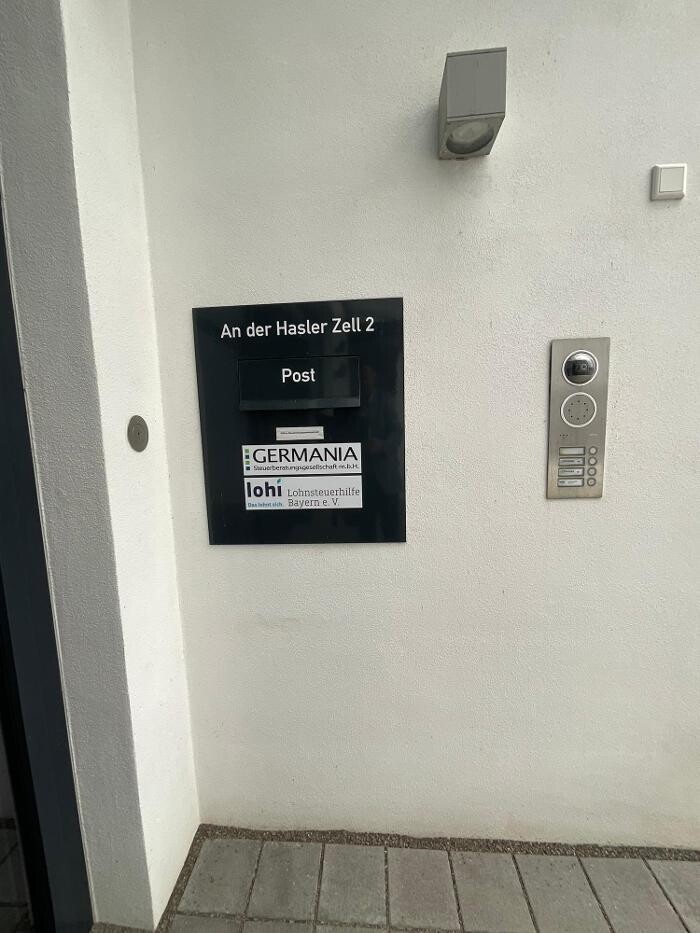 An der Hasler Zell 2
Post
GERMANIA
Steuerberatungsgesellschaft m.b.H.
lohi
Das lohnt sich.
Lohnsteuerhilfe
Bayern e. V.